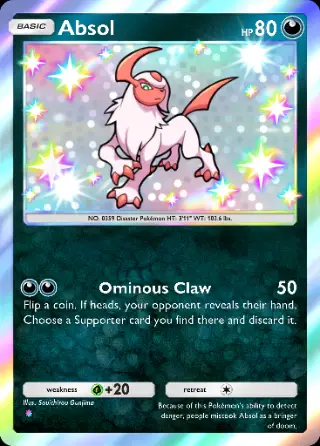 BASIC Absol HP 80
NO. 0359 Disaster Pokémon HT: 3'11" WT: 103.6 lbs.
Ominous Claw 50
Flip a coin. If heads, your opponent reveals their hand.
Choose a Supporter card you find there and discard it.
weakness +20 retreat
Illus. Souichirou Gunjima
Because of this Pokémon's ability to detect
danger, people mistook Absol as a bringer
of doom.